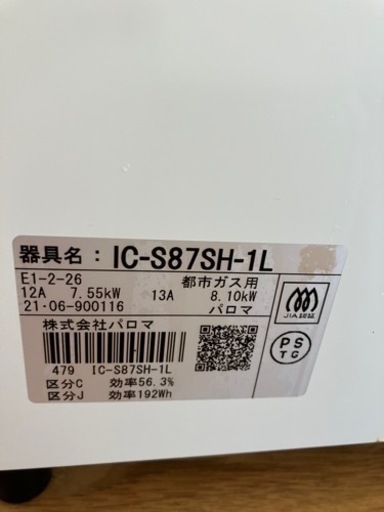 器具名: IC-S87SH-1L
E1-2-26 都市ガス用
12A 7.55kW 13A 8.10kW
21·06-900116 パロマ
株式会社パロマ
479 IC-S87SH-1L
区分C 効率56.3%
区分J 効率192Wh
JIA認証
PS
TG